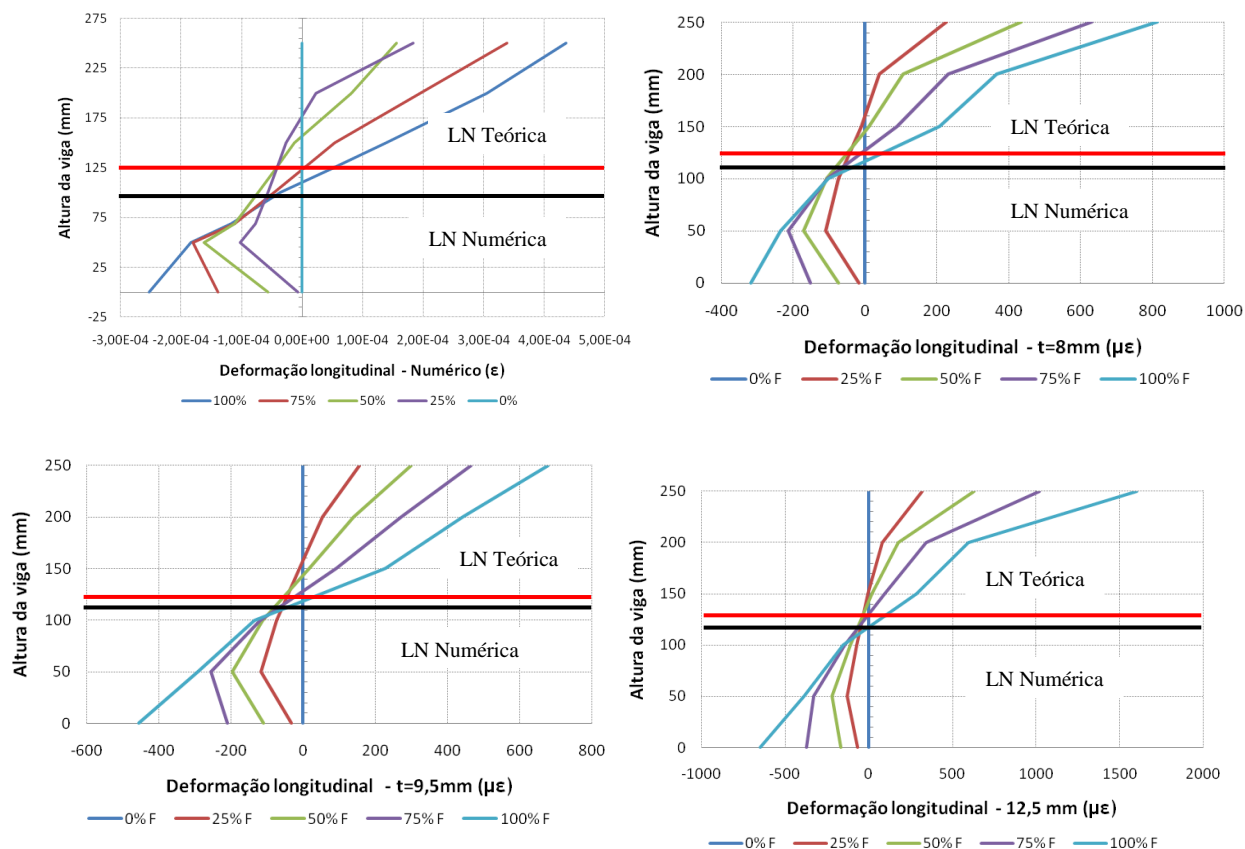 275
225
175
125
75
25
-25
Altura da viga (mm)
LN Teórica
LN Numérica
-3,00E-04 -2,00E-04 -1,00E-04 0,00E+00 1,00E-04 2,00E-04 3,00E-04 4,00E-04 5,00E-04
Deformação longitudinal - Numérico (ε)
100% 75% 50% 25% 0%
250
200
150
100
50
0
Altura da viga (mm)
LN Teórica
LN Numérica
-400 -200 0 200 400 600 800 1000
Deformação longitudinal - t=8mm (με)
0% F 25% F 50% F 75% F 100% F
250
200
150
100
50
0
Altura da viga (mm)
LN Teórica
LN Numérica
-600 -400 -200 0 200 400 600 800
Deformação longitudinal - t=9,5mm (με)
0% F 25% F 50% F 75% F 100% F
250
200
150
100
50
0
Altura da viga (mm)
LN Teórica
LN Numérica
-1000 -500 0 500 1000 1500 2000
Deformação longitudinal - 12,5 mm (με)
0% F 25% F 50% F 75% F 100% F